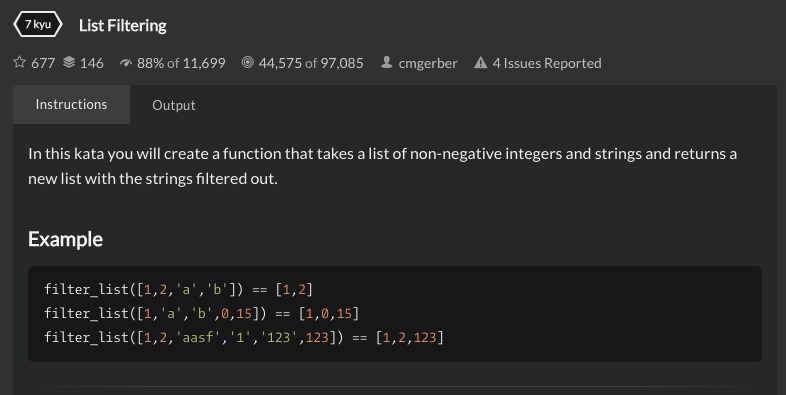 7 kyu List Filtering
677 146 88% of 11,699 44,575 of 97,085 cmgerber 4 Issues Reported
Instructions Output
In this kata you will create a function that takes a list of non-negative integers and strings and returns a
new list with the strings filtered out.
Example
filter_list([1,2,'a','b']) == [1,2]
filter_list([1,'a','b',0,15]) == [1,0,15]
filter_list([1,2,'aasf','1','123',123]) == [1,2,123]